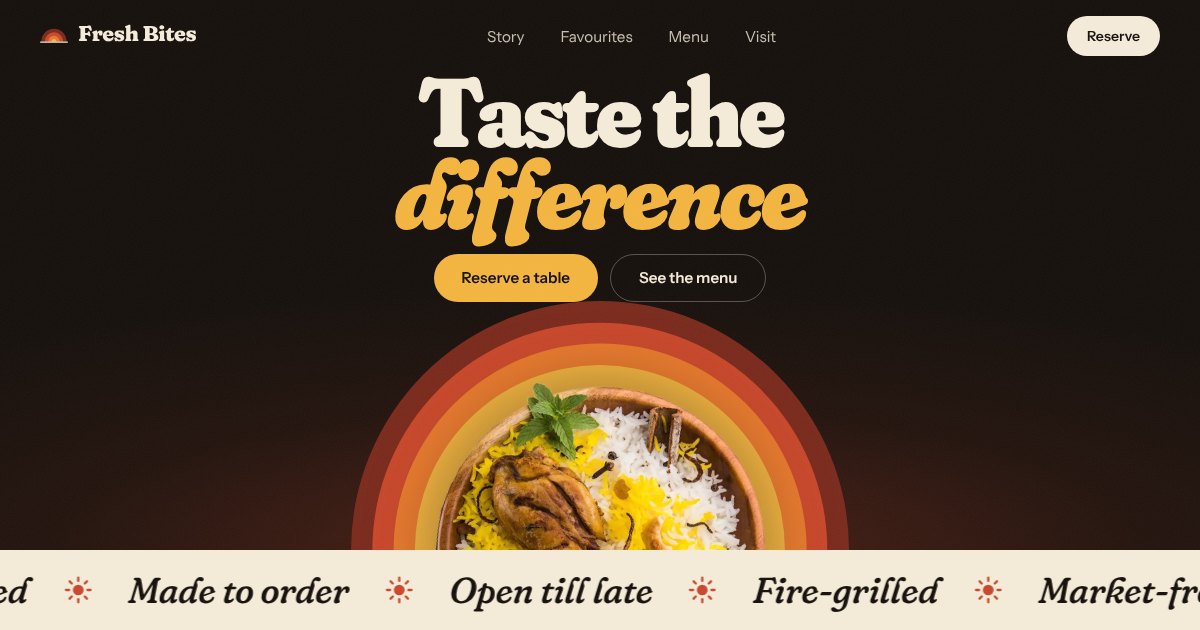 Fresh Bites
Story
Favourites
Menu
Visit
Reserve
Taste the
difference
Reserve a table
See the menu
Made to order
Open till late
Fire-grilled